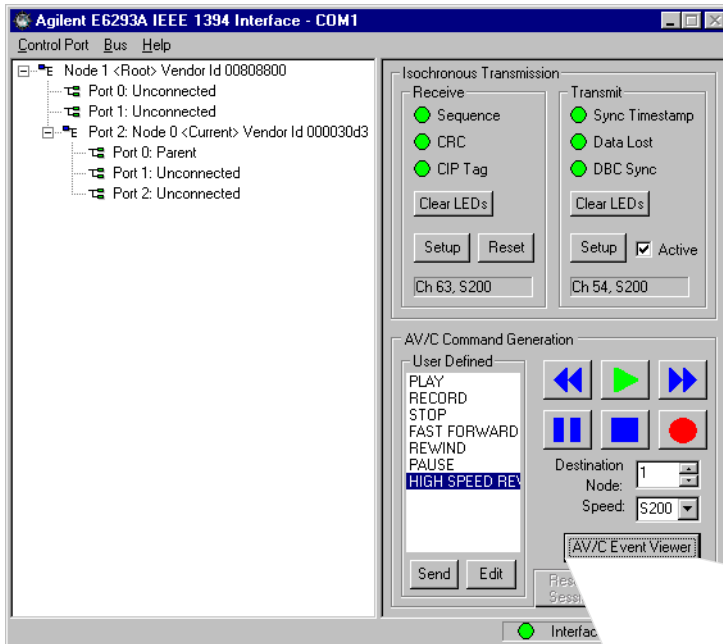 Agilent E6293A IEEE 1394 Interface - COM1
Control Port Bus Help
Node 1 <Root> Vendor Id 00808800
Port 0: Unconnected
Port 1: Unconnected
Port 2: Node 0 <Current> Vendor Id 000030d3
Port 0: Parent
Port 1: Unconnected
Port 2: Unconnected
Isochronous Transmission
Receive
Sequence
CRC
CIP Tag
Clear LEDs
Setup Reset
Ch 63, S200
Transmit
Sync Timestamp
Data Lost
DBC Sync
Clear LEDs
Setup Active
Ch 54, S200
AV/C Command Generation
User Defined
PLAY
RECORD
STOP
FAST FORWARD
REWIND
PAUSE
HIGH SPEED REV
Send Edit
Destination
Node: 1
Speed: S200
AV/C Event Viewer